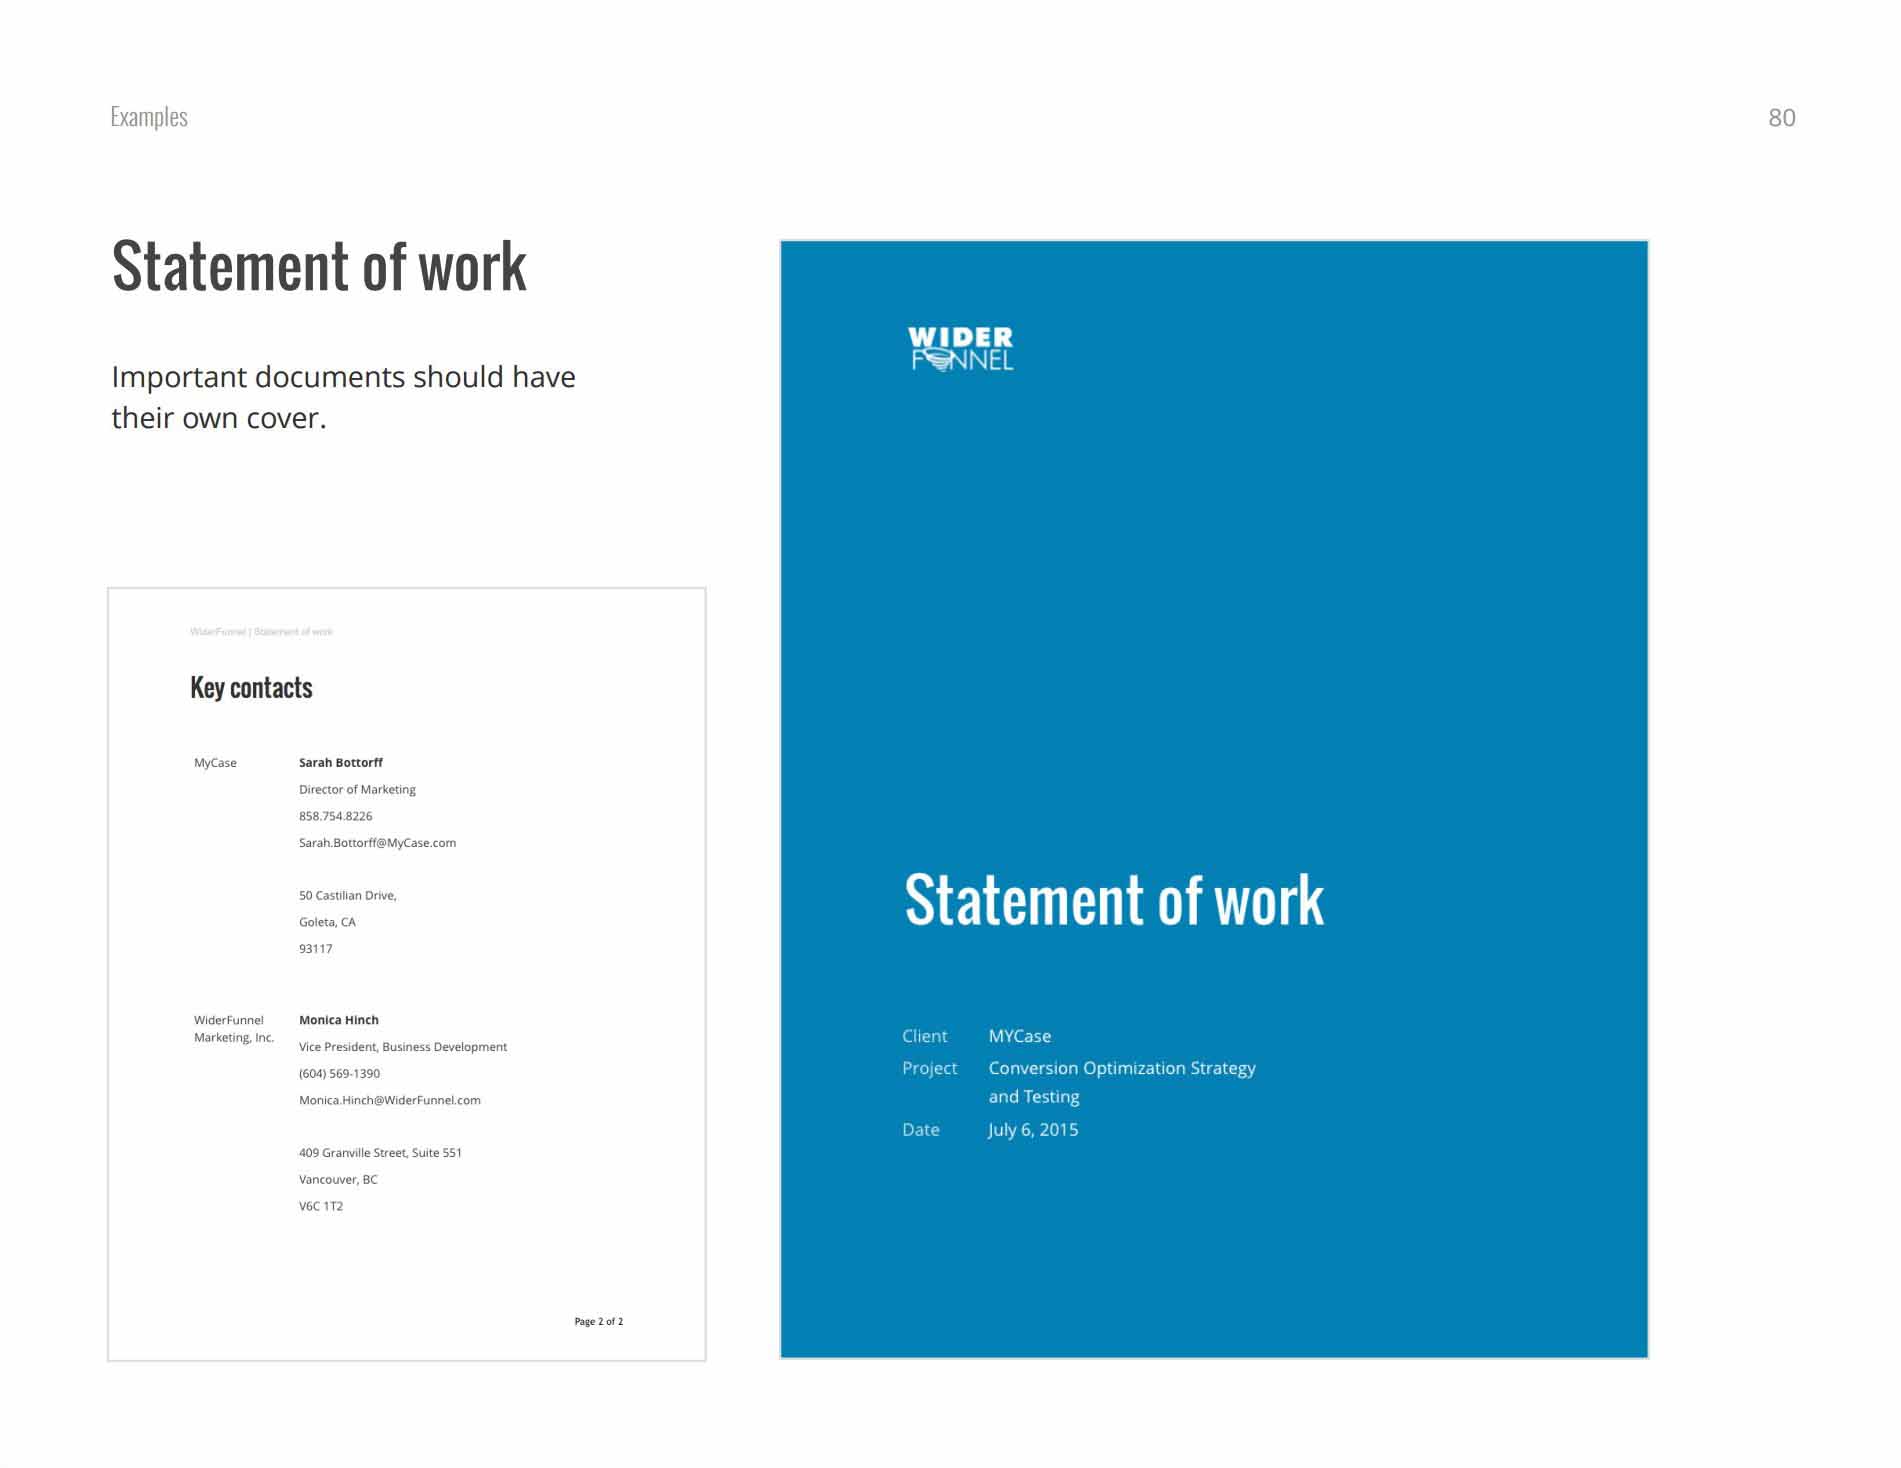 Examples
80
Statement of work
Important documents should have
their own cover.
WiderFunnel | Statement of work
Key contacts
MyCase
Sarah Bottorff
Director of Marketing
858.754.8226
Sarah.Bottorff@MyCase.com
50 Castilian Drive,
Goleta, CA
93117
WiderFunnel
Marketing, Inc.
Monica Hinch
Vice President, Business Development
(604) 569-1390
Monica.Hinch@WiderFunnel.com
409 Granville Street, Suite 551
Vancouver, BC
V6C 1T2
Page 2 of 2
WIDER
FUNNEL
Statement of work
Client MYCase
Project Conversion Optimization Strategy
and Testing
Date July 6, 2015